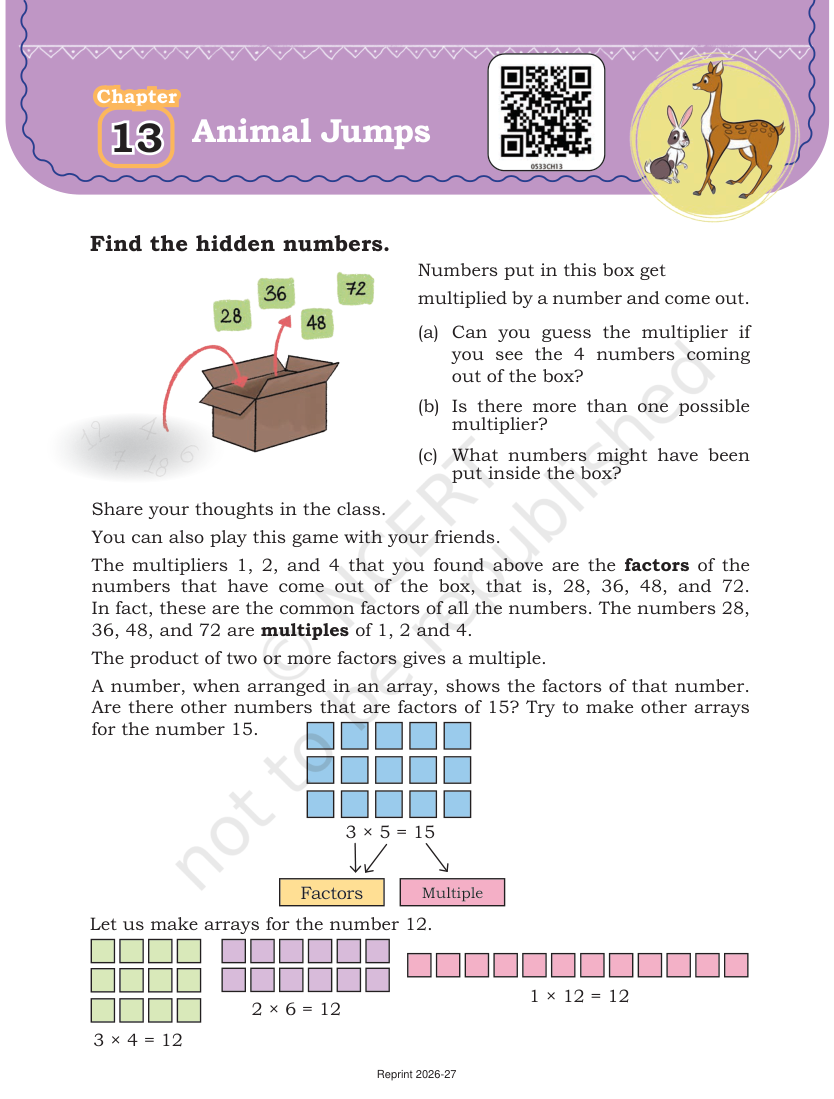 Chapter
13
Animal Jumps
0533CH13
Find the hidden numbers.
28
36
72
48
12
4
7
18
6
Numbers put in this box get
multiplied by a number and come out.
(a) Can you guess the multiplier if
you see the 4 numbers coming
out of the box?
(b) Is there more than one possible
multiplier?
(c) What numbers might have been
put inside the box?
Share your thoughts in the class.
You can also play this game with your friends.
The multipliers 1, 2, and 4 that you found above are the factors of the
numbers that have come out of the box, that is, 28, 36, 48, and 72.
In fact, these are the common factors of all the numbers. The numbers 28,
36, 48, and 72 are multiples of 1, 2 and 4.
The product of two or more factors gives a multiple.
A number, when arranged in an array, shows the factors of that number.
Are there other numbers that are factors of 15? Try to make other arrays
for the number 15.
3 × 5 = 15
Factors
Multiple
Let us make arrays for the number 12.
3 × 4 = 12
2 × 6 = 12
1 × 12 = 12
© NCERT
not to be republished
Reprint 2026-27